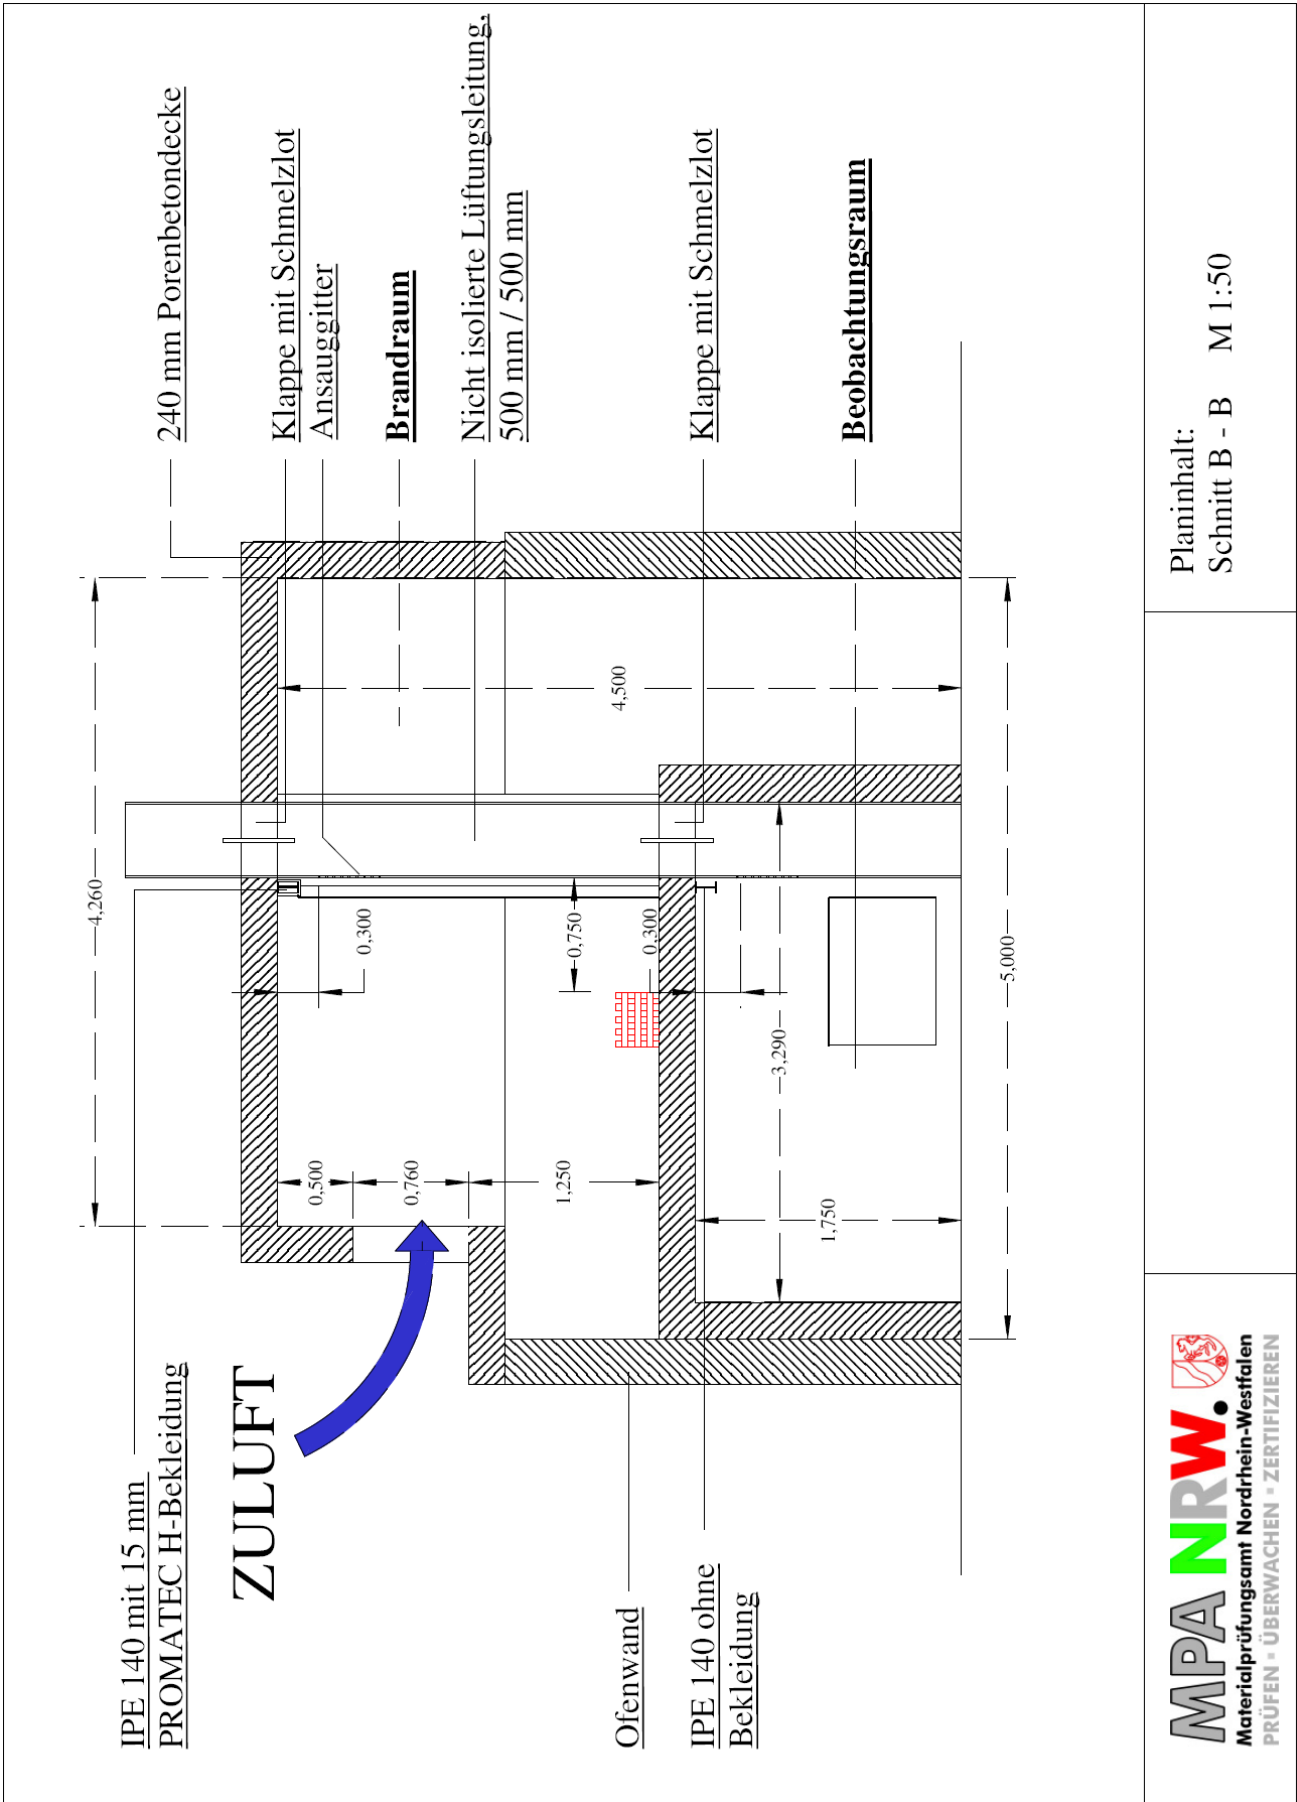 IPE 140 mit 15 mm
PROMATEC H-Bekleidung
ZULUFT
Ofenwand
IPE 140 ohne
Bekleidung
240 mm Porenbetondecke
Klappe mit Schmelzlot
Ansauggitter
Brandraum
Nicht isolierte Lüftungsleitung,
500 mm / 500 mm
Klappe mit Schmelzlot
Beobachtungsraum
4,260
0,500
0,760
1,250
0,300
0,750
0,300
4,500
3,290
1,750
5,000
MPA NRW.
Materialprüfungsamt Nordrhein-Westfalen
PRÜFEN ▪ ÜBERWACHEN ▪ ZERTIFIZIEREN
Planinhalt:
Schnitt B - B M 1:50